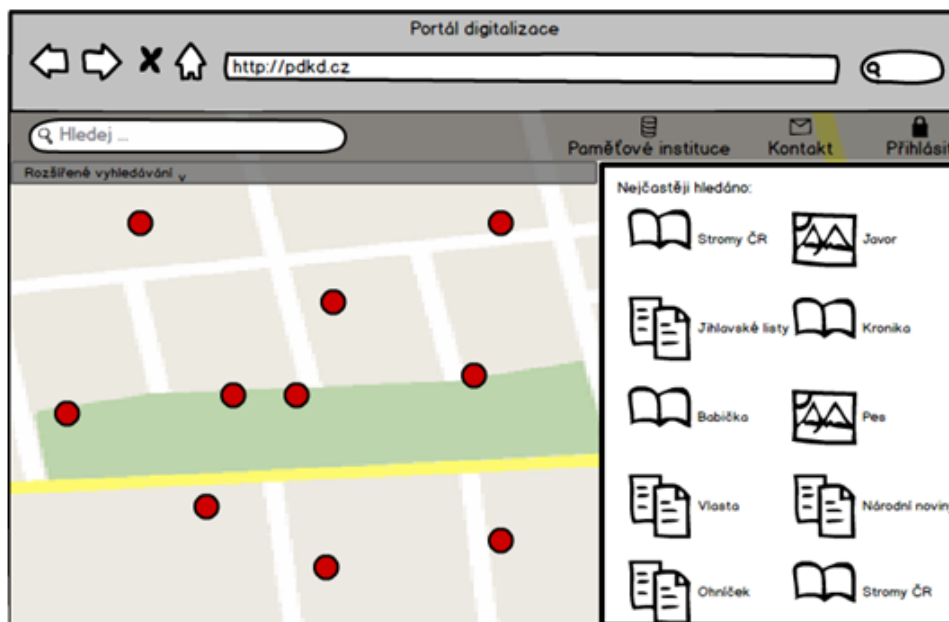 Portál digitalizace
http://pdkd.cz
Hledej ...
Paměťové instituce
Kontakt
Přihlásit
Rozšířené vyhledávání
Nejčastěji hledáno:
Stromy ČR
Javor
Jihlavské listy
Kronika
Babička
Pes
Vlasta
Národní noviny
Ohníček
Stromy ČR